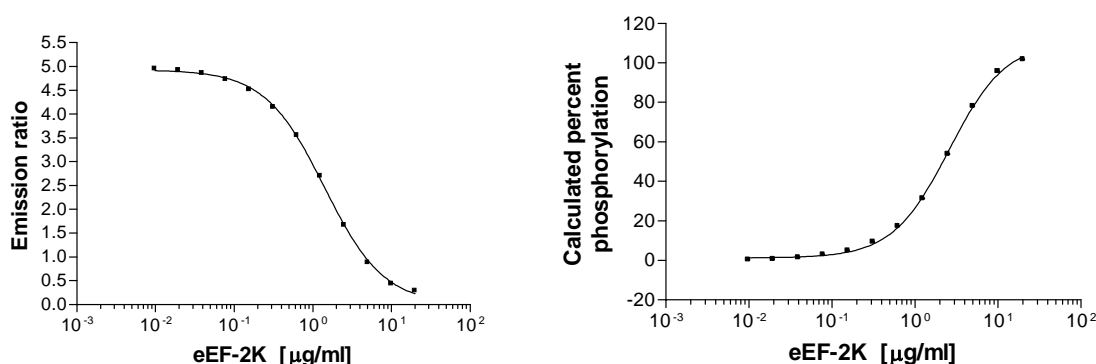 Emission ratio
5.5
5.0
4.5
4.0
3.5
3.0
2.5
2.0
1.5
1.0
0.5
0.0
10-3 10-2 10-1 100 101 102
eEF-2K [µg/ml]
Calculated percent
phosphorylation
120
100
80
60
40
20
0
-20
10-3 10-2 10-1 100 101 102
eEF-2K [µg/ml]